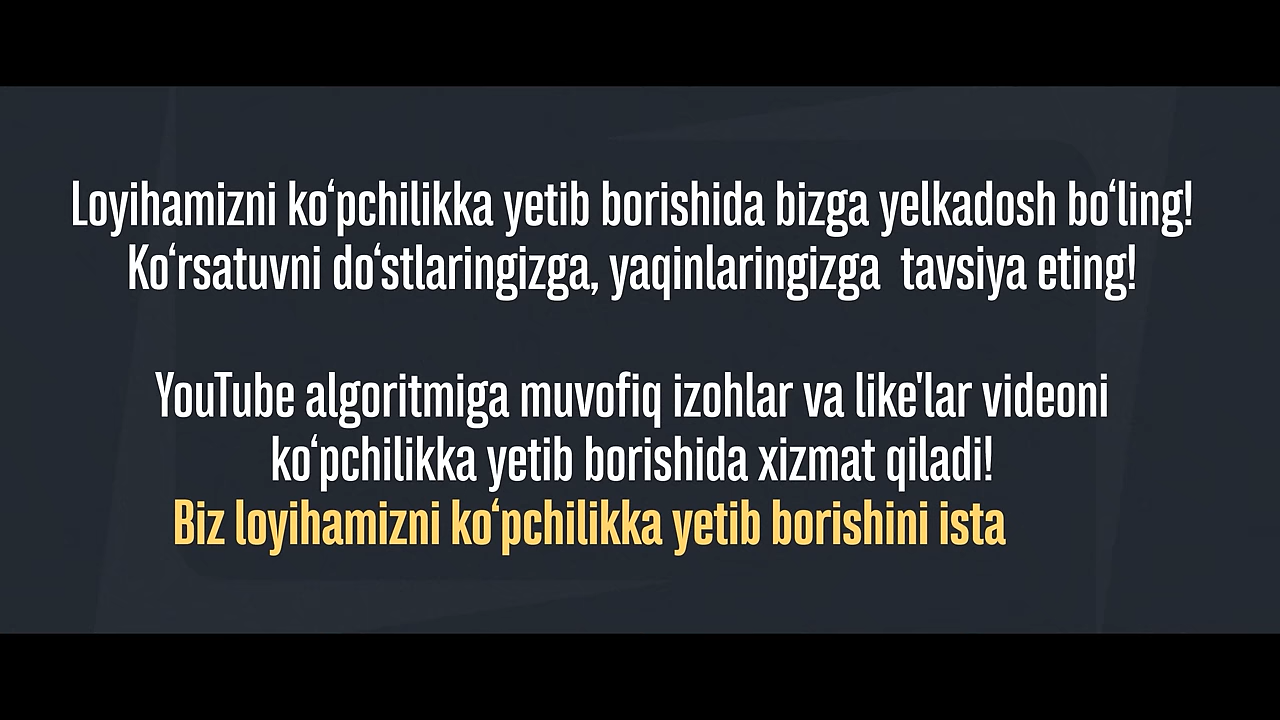 Loyihamizni ko‘pchilikka yetib borishida bizga yelkadosh bo‘ling!
Ko‘rsatuvni do‘stlaringizga, yaqinlaringizga tavsiya eting!
YouTube algoritmiga muvofiq izohlar va like'lar videoni
ko‘pchilikka yetib borishida xizmat qiladi!
Biz loyihamizni ko‘pchilikka yetib borishini ista